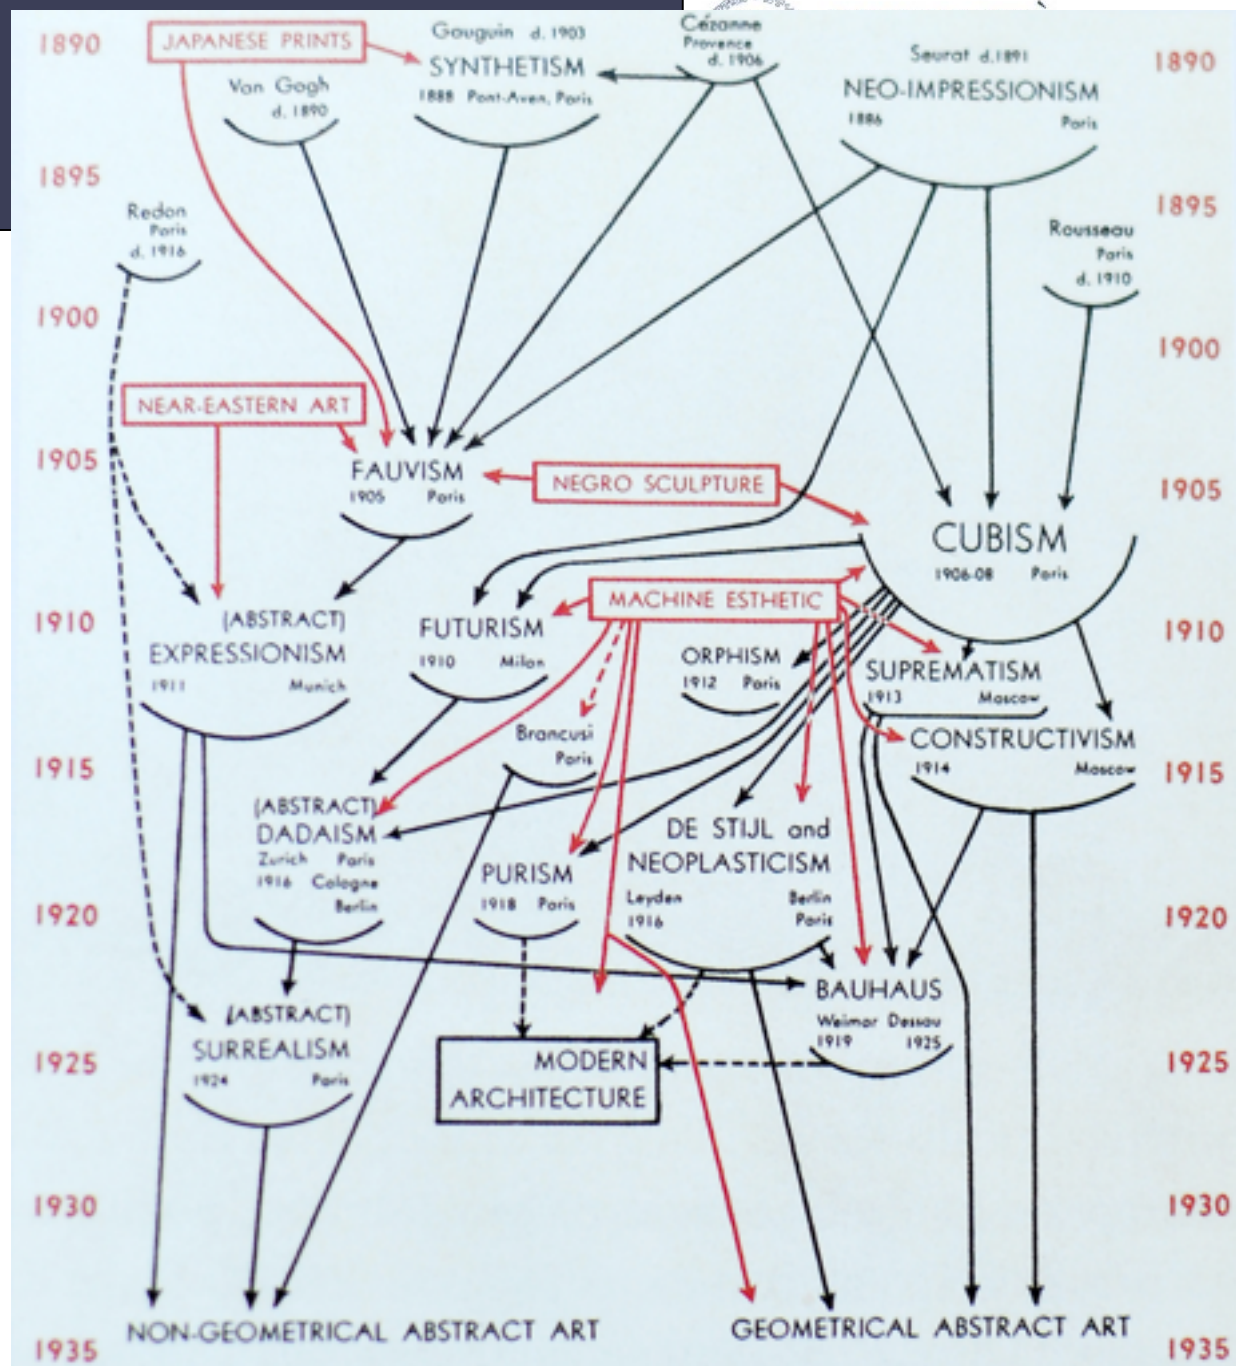 1890
JAPANESE PRINTS
Gauguin d. 1903
SYNTHETISM
1888 Pont-Aven, Paris
Cézanne
Provence
d. 1906
Seurat d.1891
NEO-IMPRESSIONISM
1886 Paris
1890
Van Gogh
d. 1890
1895
1895
Redon
Paris
d. 1916
Rousseau
Paris
d. 1910
1900
1900
NEAR-EASTERN ART
1905
FAUVISM
1905 Paris
NEGRO SCULPTURE
1905
CUBISM
1906-08 Paris
1910
(ABSTRACT)
EXPRESSIONISM
1911 Munich
FUTURISM
1910 Milan
MACHINE ESTHETIC
ORPHISM
1912 Paris
SUPREMATISM
1913 Moscow
1910
Brancusi
Paris
CONSTRUCTIVISM
1914 Moscow
1915
1915
(ABSTRACT)
DADAISM
Zurich Paris
1916 Cologne
Berlin
PURISM
1918 Paris
DE STIJL and
NEOPLASTICISM
Leyden Berlin
1916 Paris
1920
1920
(ABSTRACT)
SURREALISM
1924 Paris
BAUHAUS
Weimar Dessau
1919 1925
1925
MODERN
ARCHITECTURE
1925
1930
1930
NON-GEOMETRICAL ABSTRACT ART
GEOMETRICAL ABSTRACT ART
1935
1935